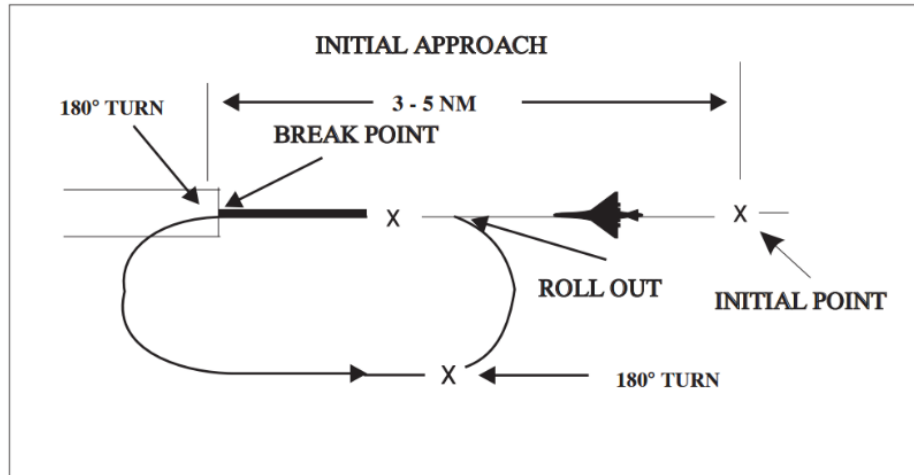 INITIAL APPROACH
3 - 5 NM
180° TURN
BREAK POINT
X
X
ROLL OUT
INITIAL POINT
X
180° TURN